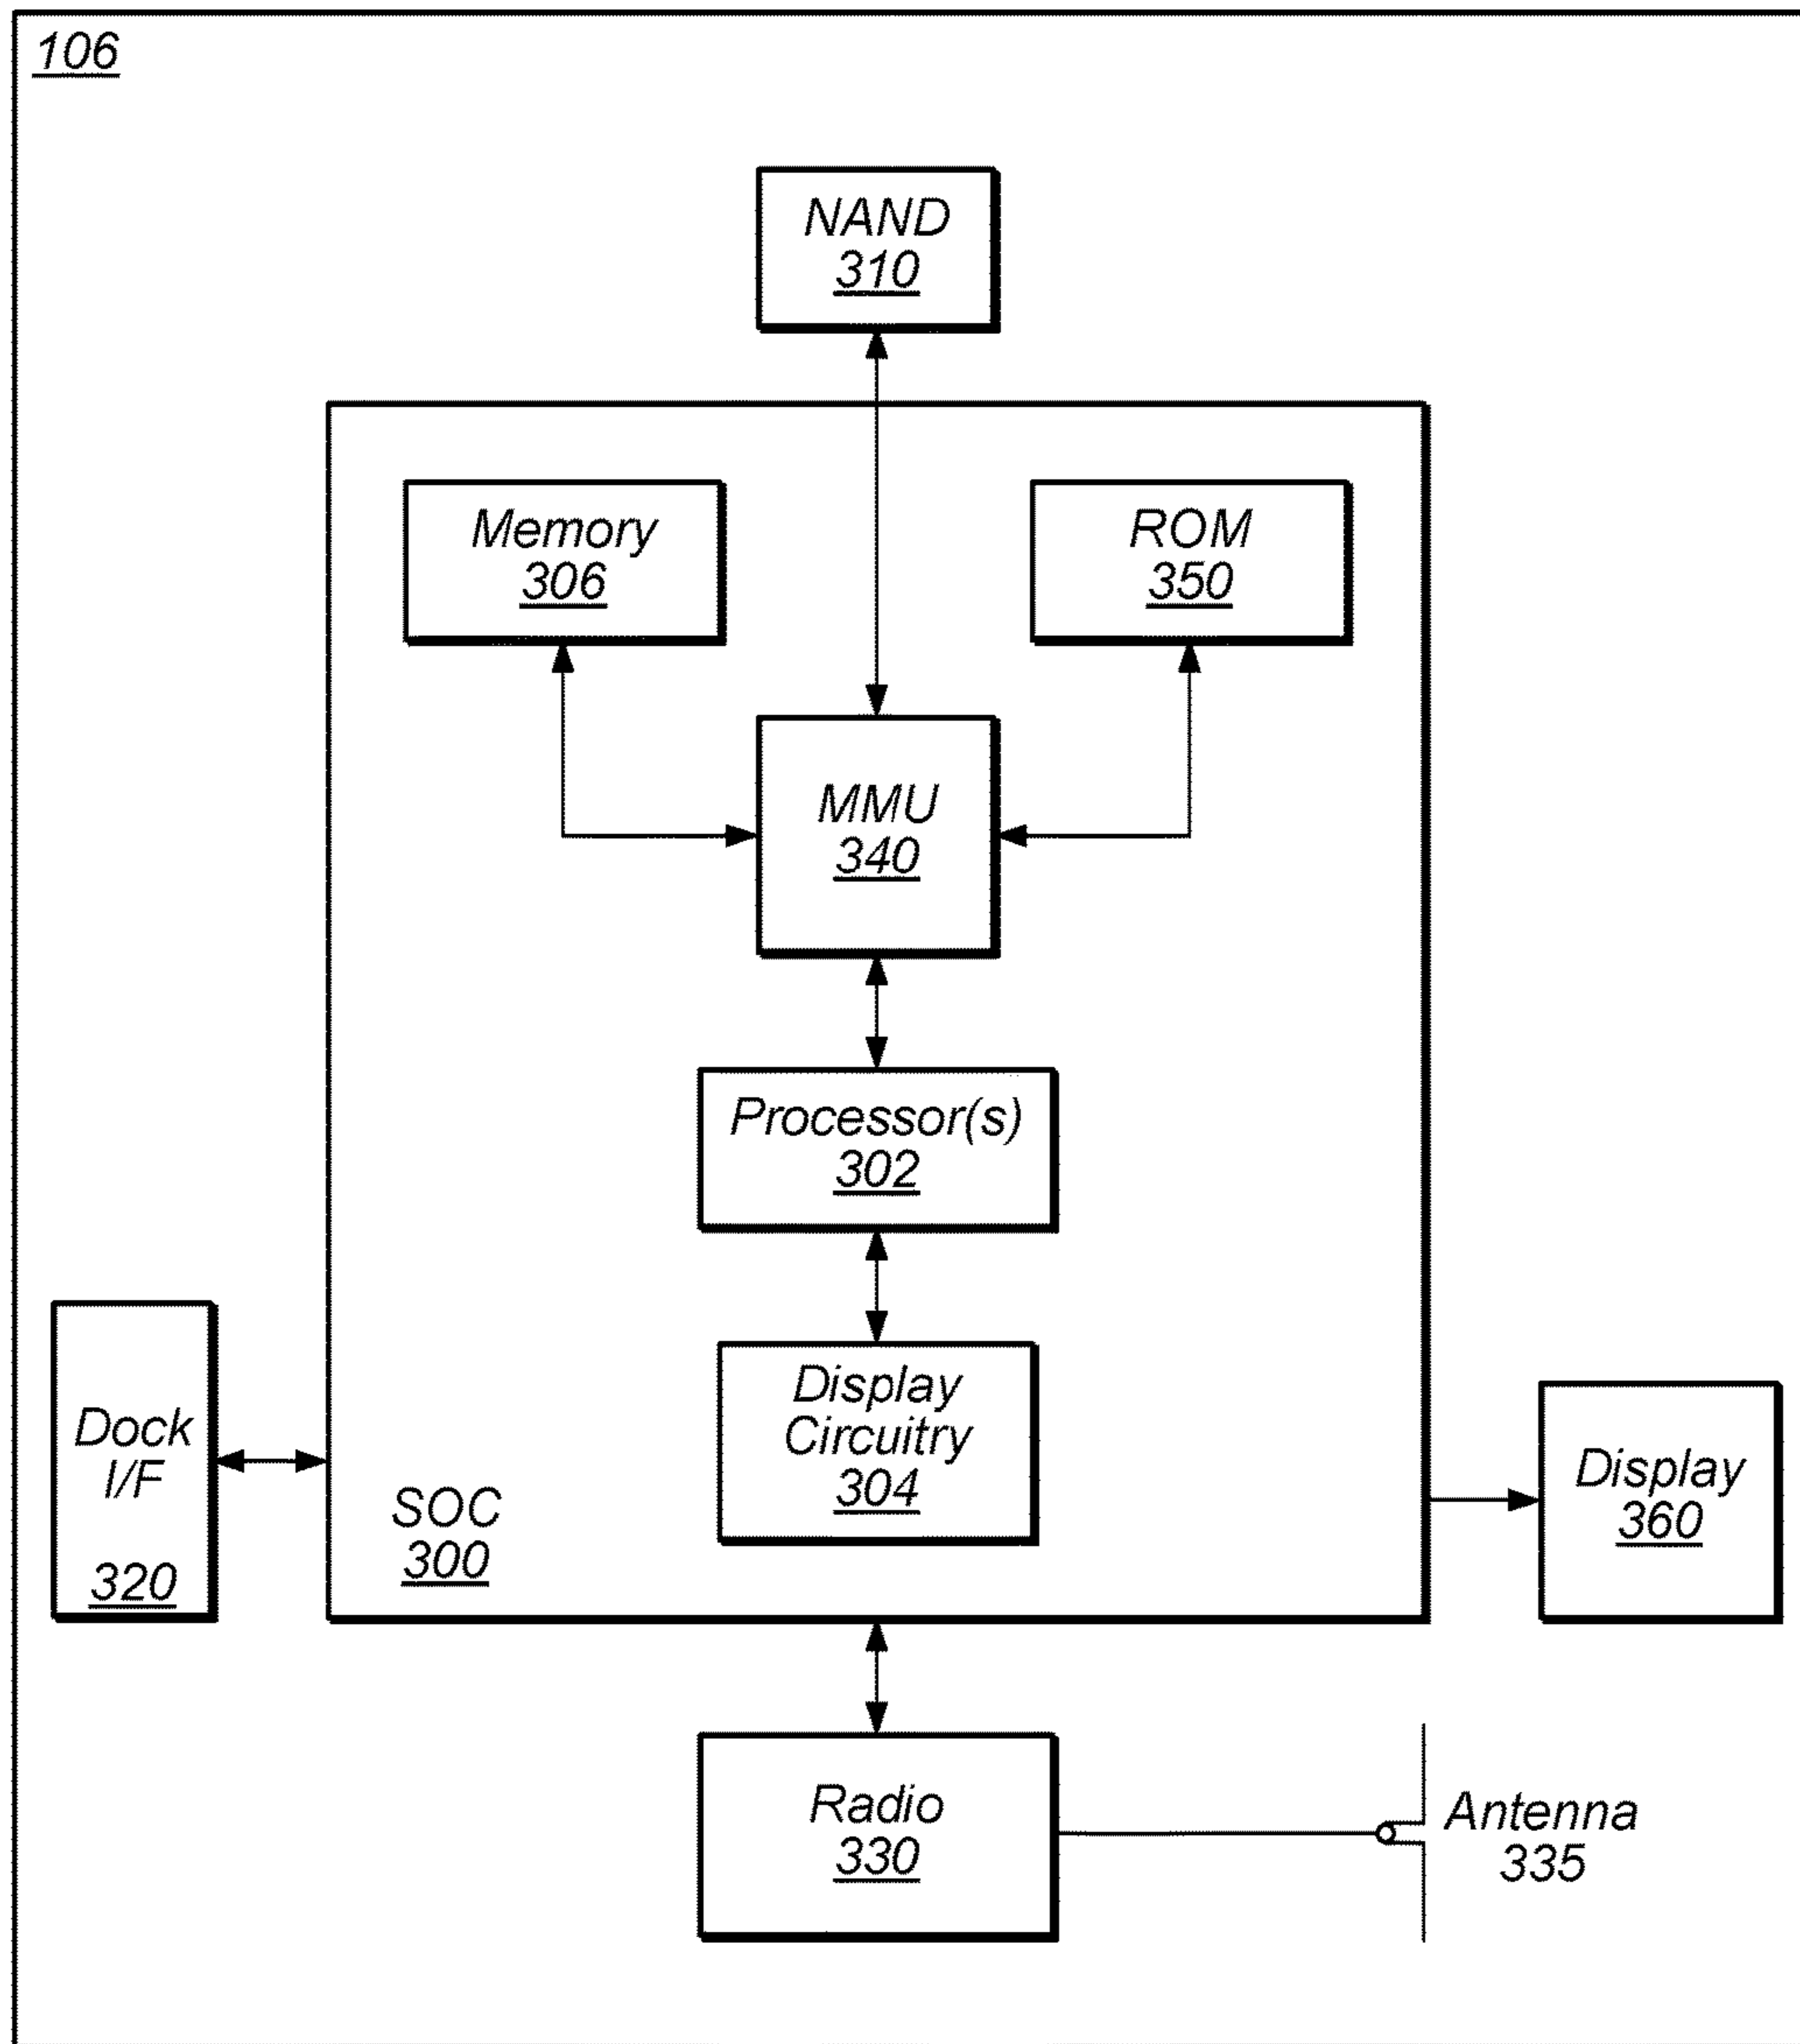 106
NAND
310
Memory
306
ROM
350
MMU
340
Processor(s)
302
Display
Circuitry
304
Dock
I/F
320
SOC
300
Display
360
Radio
330
Antenna
335